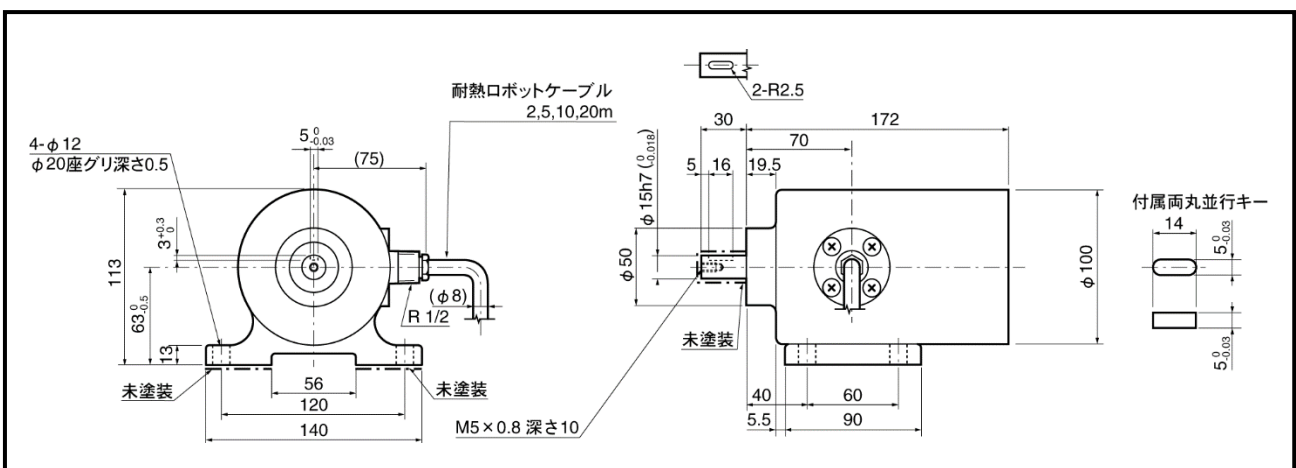 2-R2.5
耐熱ロボットケーブル
2,5,10,20m
4-φ12
φ20座グリ深さ0.5
5 0 -0.03
(75)
113
3 +0.3 0
63 0 -0.5
13
(φ8)
R 1/2
未塗装
未塗装
56
120
140
30
172
70
5
16
19.5
φ15h7 (0 -0.018)
φ50
φ100
未塗装
M5×0.8 深さ10
40
60
5.5
90
付属両丸並行キー
14
5 0 -0.03
5 0 -0.03